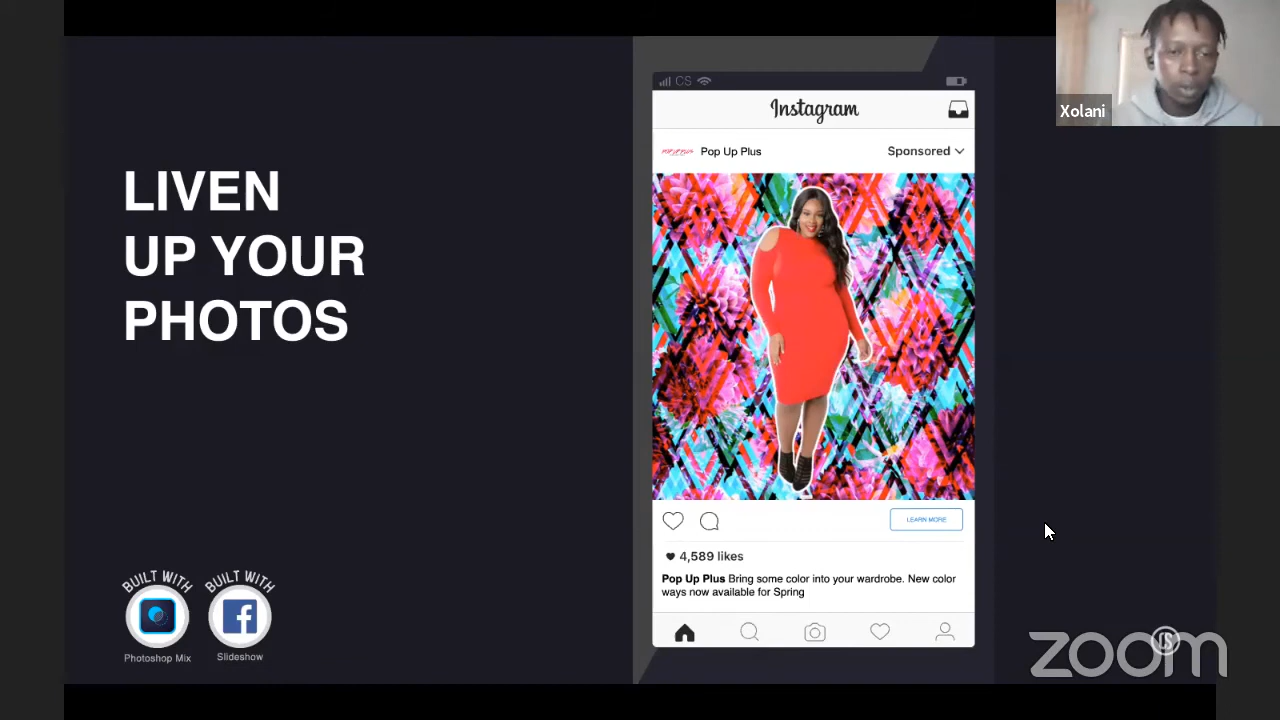 Xolani
LIVEN
UP YOUR
PHOTOS
BUILT WITH
Photoshop Mix
BUILT WITH
Slideshow
CS
Instagram
Pop Up Plus
Sponsored
LEARN MORE
4,589 likes
Pop Up Plus Bring some color into your wardrobe. New color
ways now available for Spring
zoom